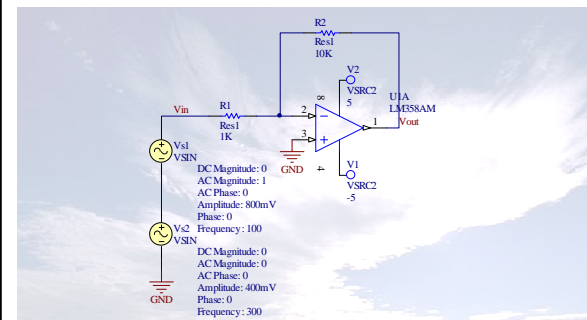 R2
Res1
10K
V2
VSRC2
5
8
U1A
LM358AM
Vin
R1
Res1
1K
2
3
1
Vout
GND
4
V1
VSRC2
-5
Vs1
VSIN
DC Magnitude: 0
AC Magnitude: 1
AC Phase: 0
Amplitude: 800mV
Phase: 0
Frequency: 100
Vs2
VSIN
DC Magnitude: 0
AC Magnitude: 0
AC Phase: 0
Amplitude: 400mV
Phase: 0
Frequency: 300
GND